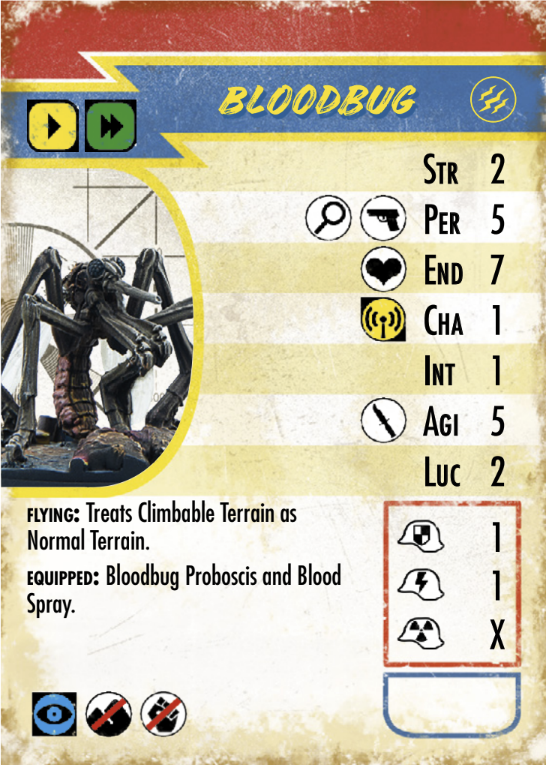 BLOODBUG
STR 2
PER 5
END 7
CHA 1
INT 1
AGI 5
LUC 2
FLYING: Treats Climbable Terrain as
Normal Terrain.
EQUIPPED: Bloodbug Proboscis and Blood
Spray.
1
1
X